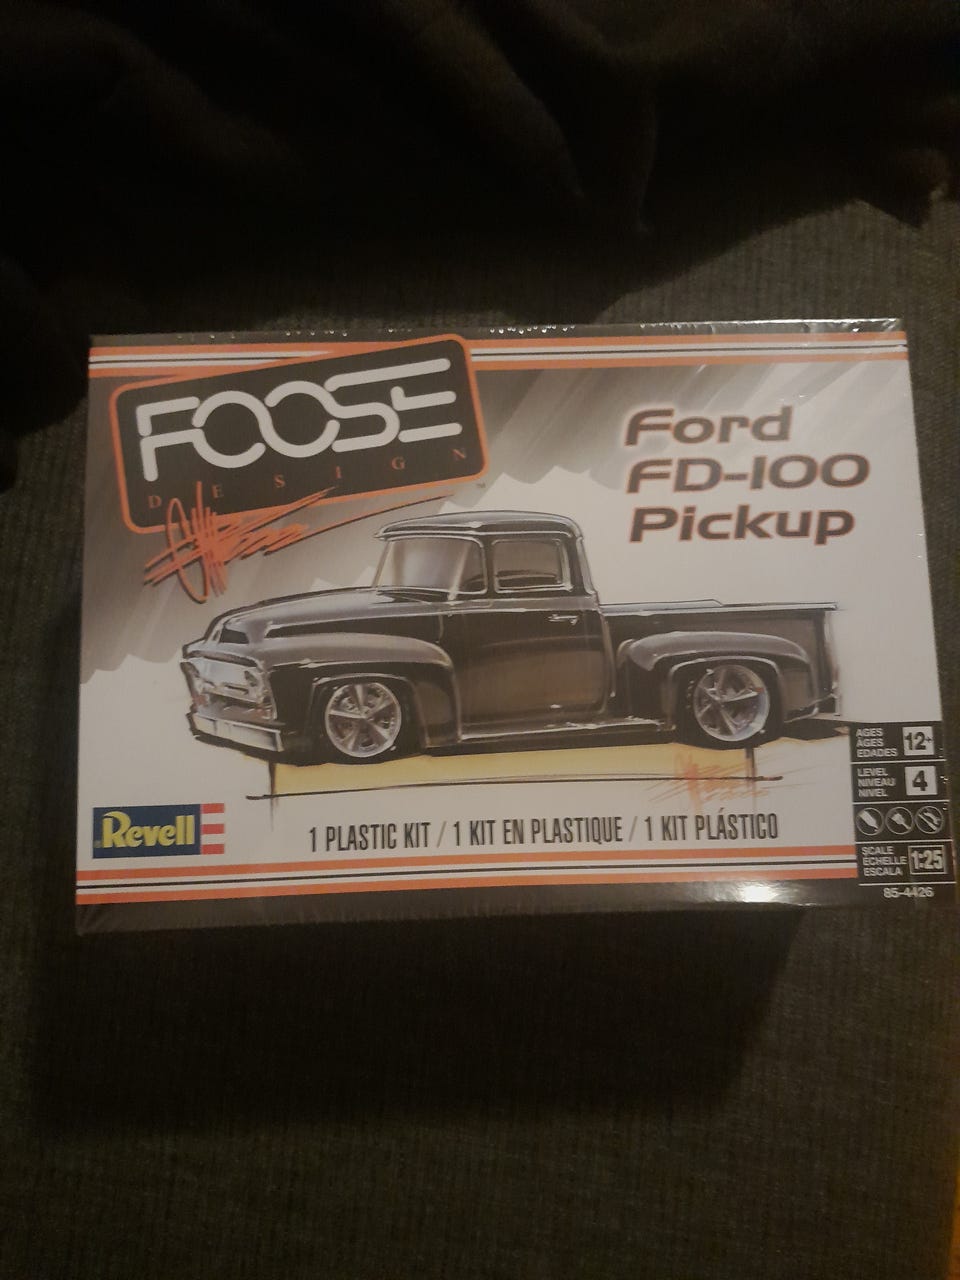 FOOSE
DESIGN
™
Ford
FD-100
Pickup
AGES
ÂGES
EDADES
12+
LEVEL
NIVEAU
NIVEL
4
Revell
1 PLASTIC KIT / 1 KIT EN PLASTIQUE / 1 KIT PLÁSTICO
SCALE
ÉCHELLE
ESCALA
1:25
85-4426